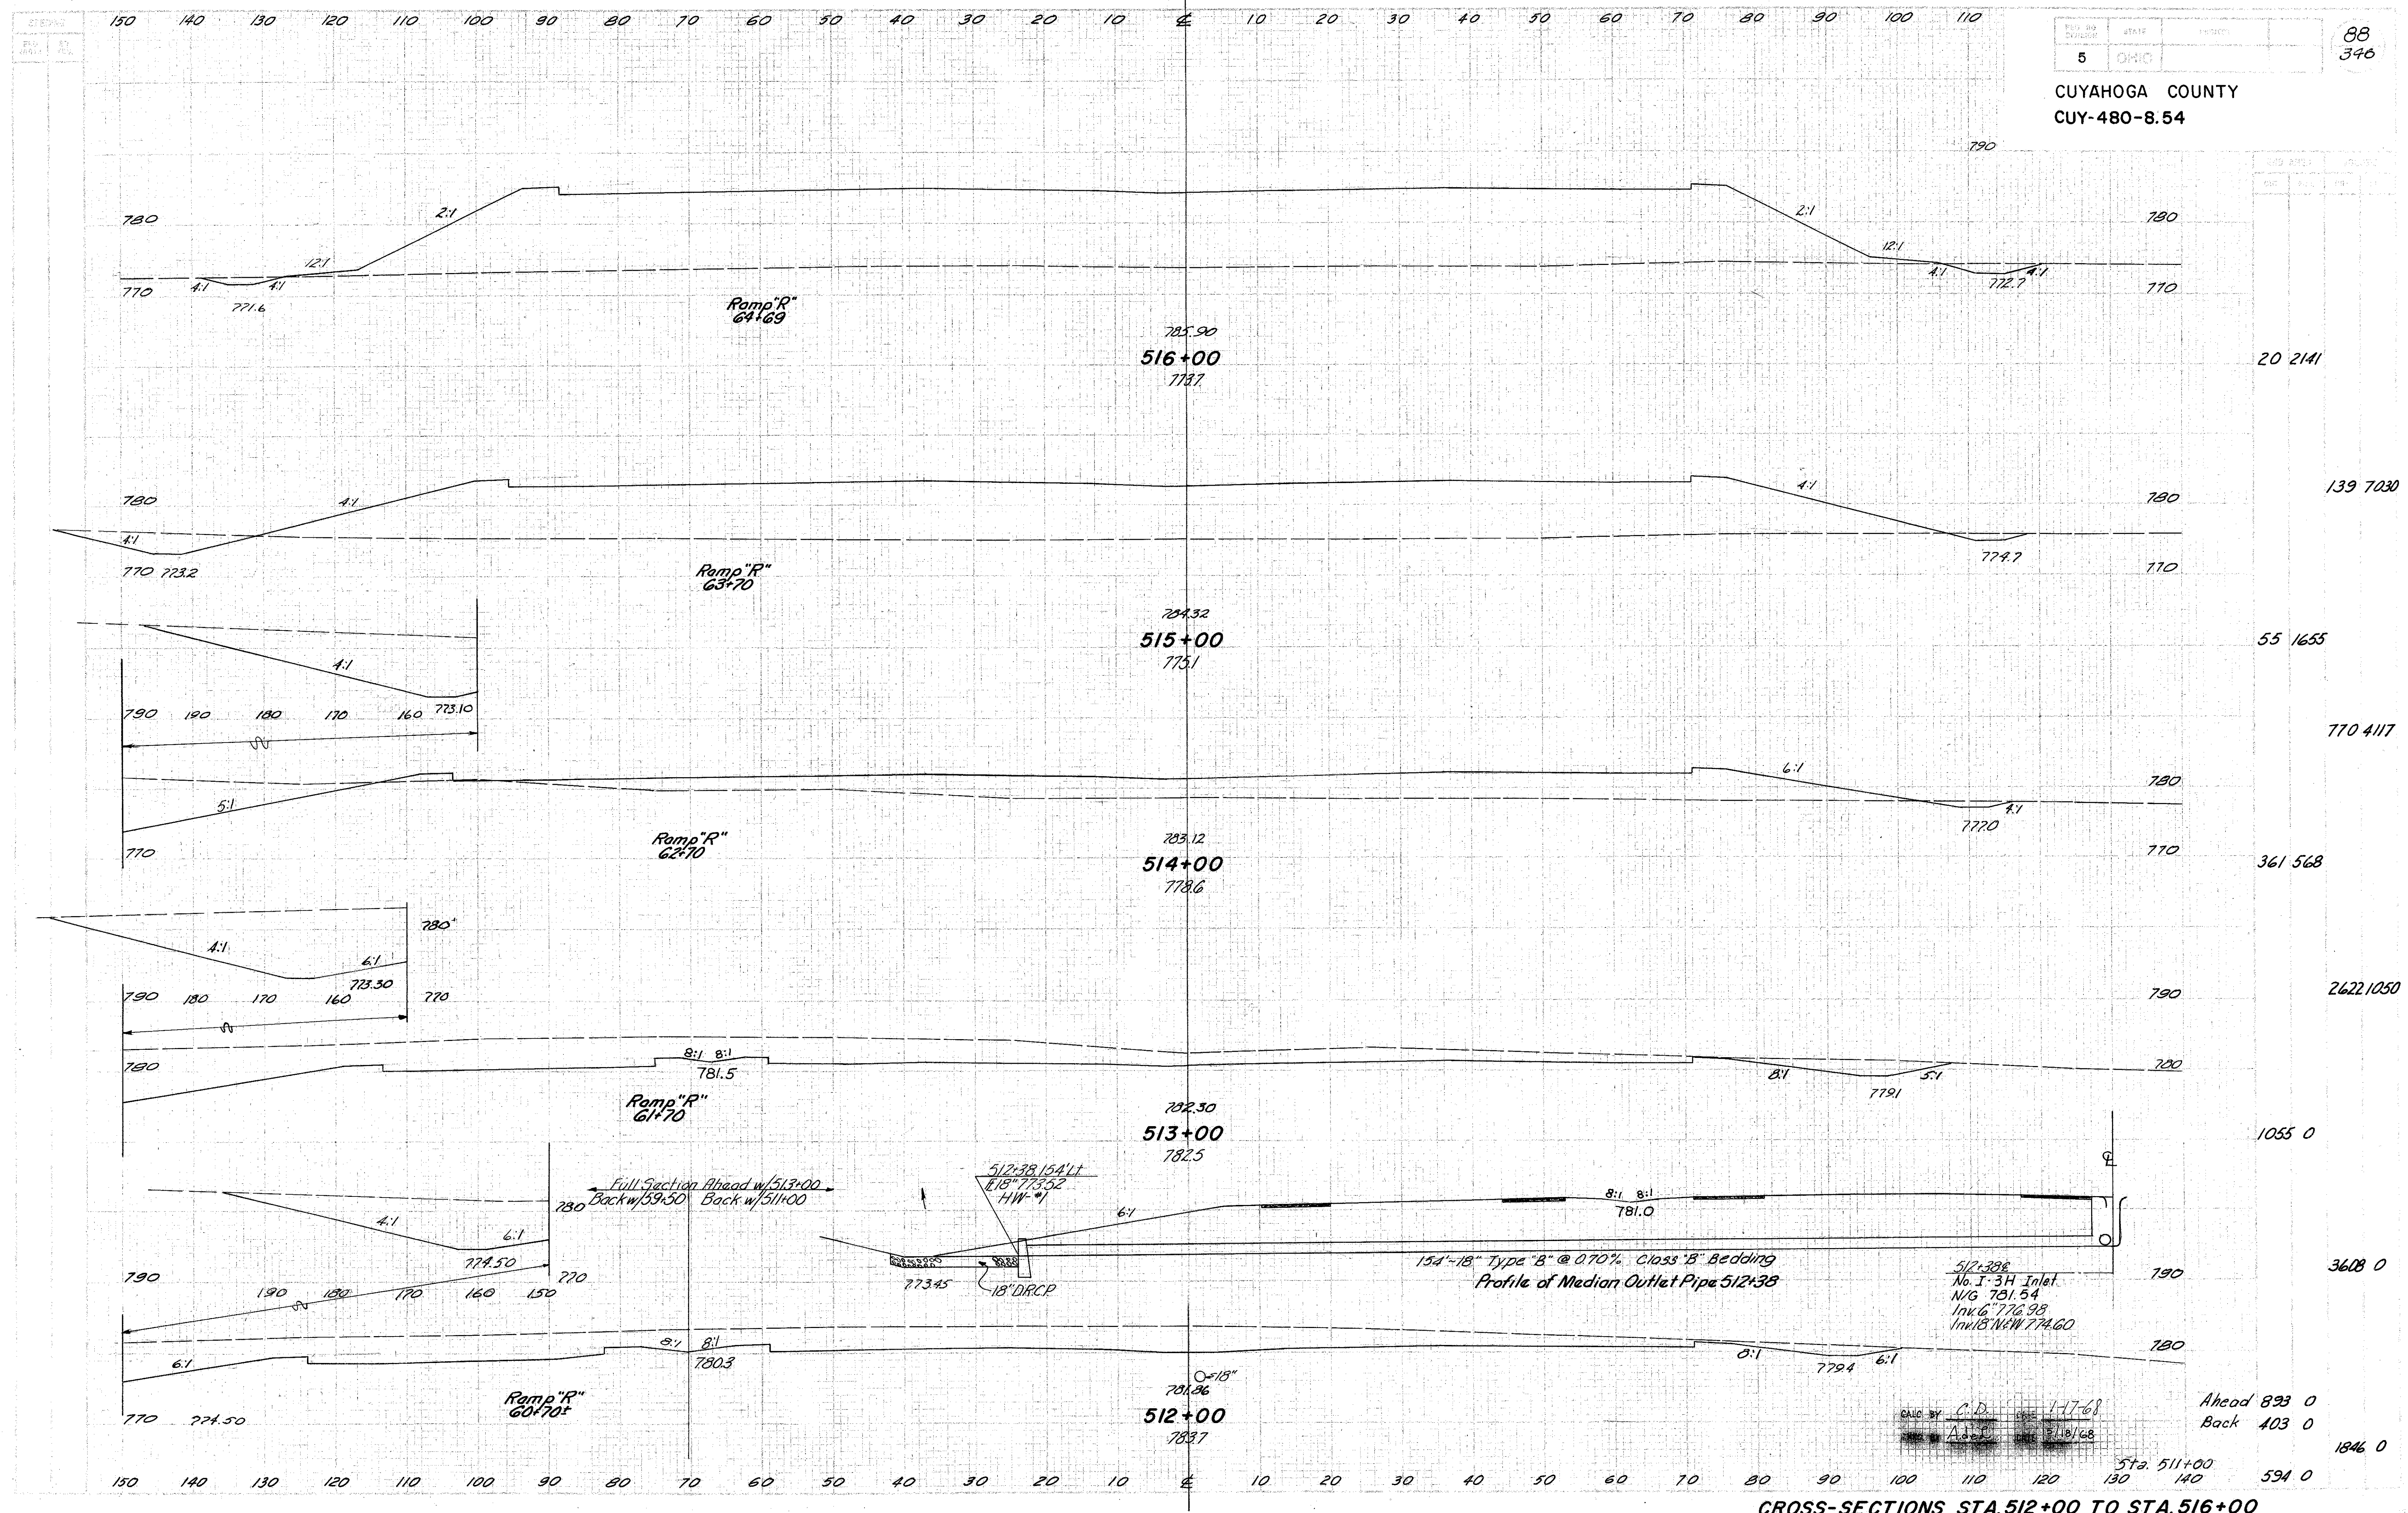 150 140 130 120 110 100 90 80 70 60 50 40 30 20 10 ℄ 10 20 30 40 50 60 70 80 90 100 110
88
346
5 OHIO
CUYAHOGA COUNTY
CUY-480-8.54
790
780 2:1 2:1 780
12:1 12:1
770 4:1 4:1 4:1 4:1 770
771.6 772.7
Ramp "R"
64+69
785.90
516+00
773.7
20 2141
139 7030
780 4:1 4:1 780
4:1
770 773.2 774.7 770
Ramp "R"
63+70
784.32
515+00
775.1
55 1655
4:1
790 190 180 170 160 773.10
770 4117
5:1 6:1 780
4:1
777.0
770 770
Ramp "R"
62+70
783.12
514+00
778.6
361 568
780
4:1 6:1
773.30
790 180 170 160 770 790
2622 1050
780 8:1 8:1 780
781.5
8:1 5:1
779.1
Ramp "R"
61+70
782.30
513+00
782.5
1055 0
Full Section Ahead w/513+00
Back w/59+50 Back w/511+00
780
4:1 6:1
774.50
790 770
190 180 170 160 150
512+38, 154' Lt
℄ 18" 773.52
HW-#1
6:1
8:1 8:1
781.0
℄
773.45
18" DRCP
154'-18" Type "B" @ 0.70% Class "B" Bedding
Profile of Median Outlet Pipe 512+38
512+38 ℄
No. I-3H Inlet
N/G 781.54
Inv. 6" 776.98
Inv. 18" N&W 774.60
790
3608 0
6:1 8:1 8:1 8:1 6:1 780
780.3 779.4
770 774.50
Ramp "R"
60+70±
18"
781.86
512+00
783.7
CALC BY C.D. DATE 1-17-68
DATE 3/18/68
Ahead 893 0
Back 403 0
1846 0
Sta. 511+00
594 0
150 140 130 120 110 100 90 80 70 60 50 40 30 20 10 ℄ 10 20 30 40 50 60 70 80 90 100 110 120 130 140
CROSS-SECTIONS STA. 512+00 TO STA. 516+00